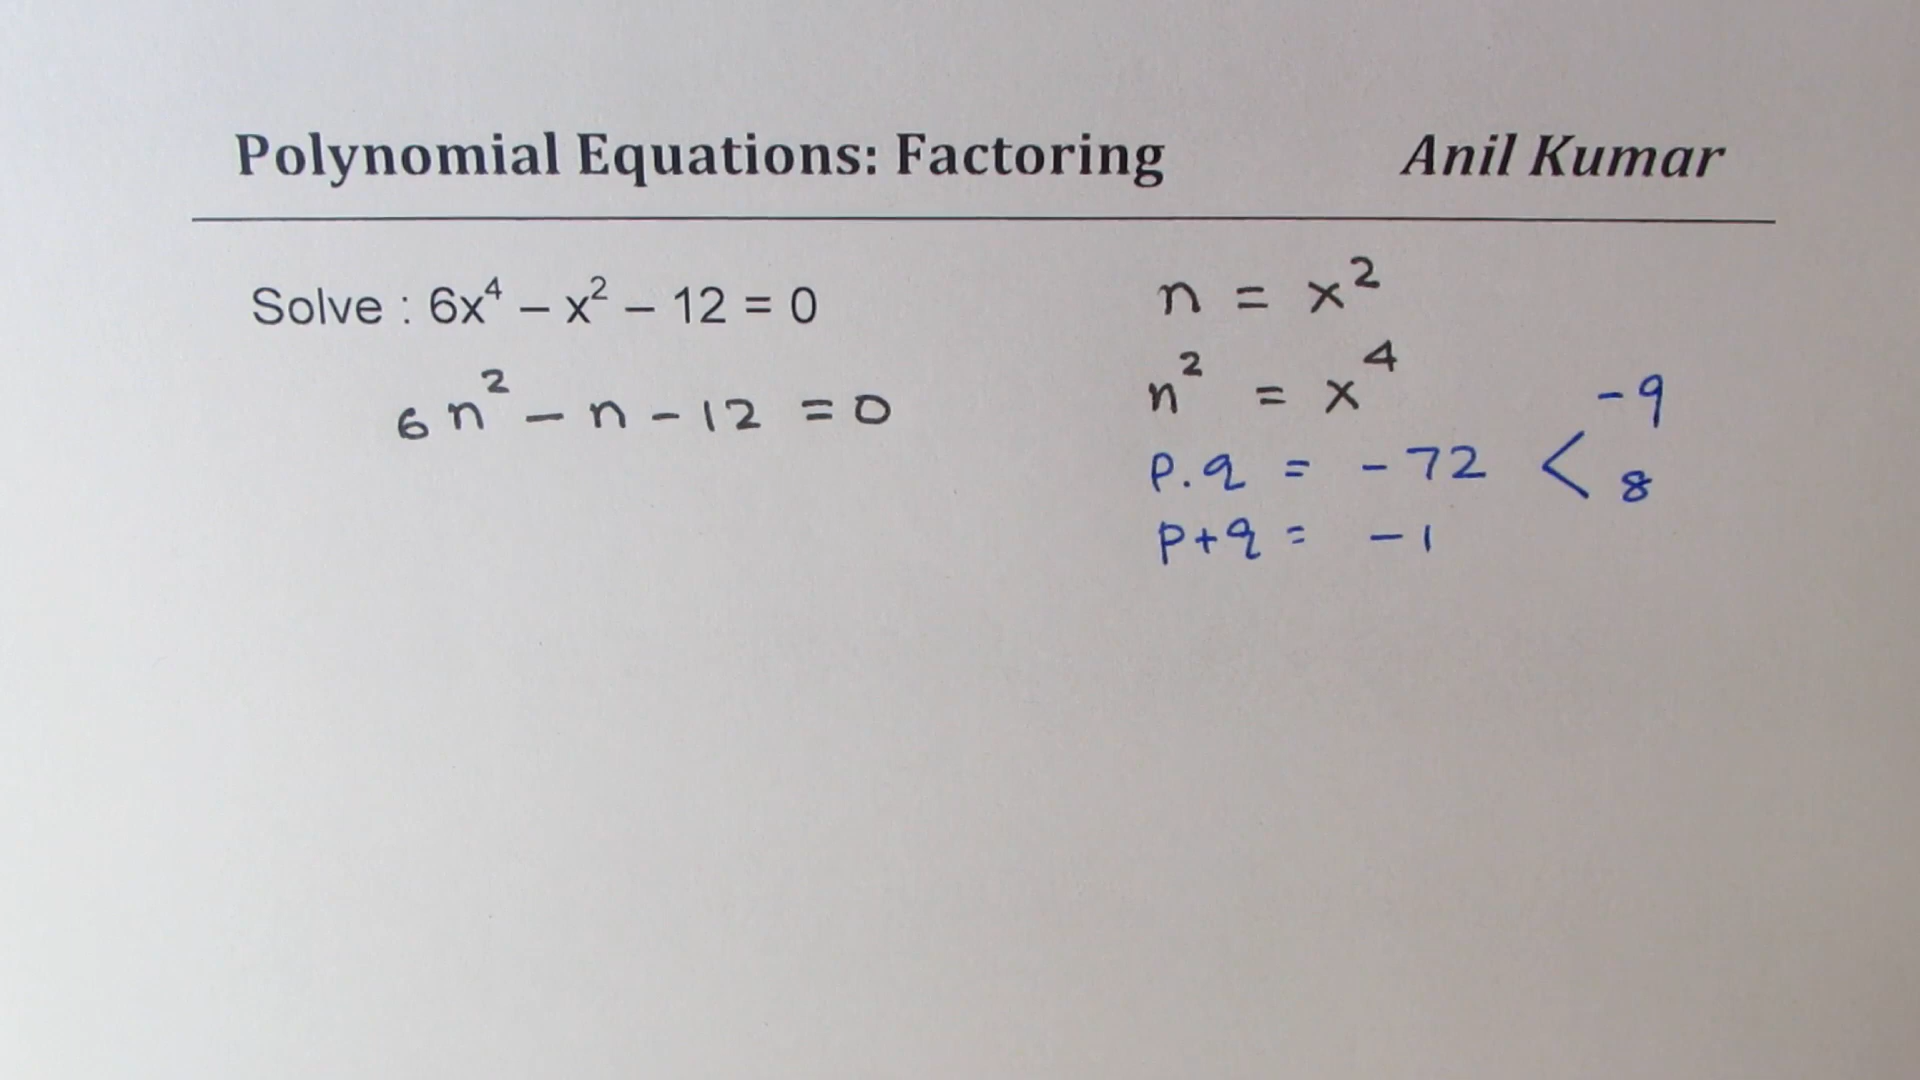 Polynomial Equations: Factoring Anil Kumar
Solve : 6x⁴ – x² – 12 = 0
n = x²
6n² – n – 12 = 0
n² = x⁴
p.q = -72 < -9 8
p+q = -1